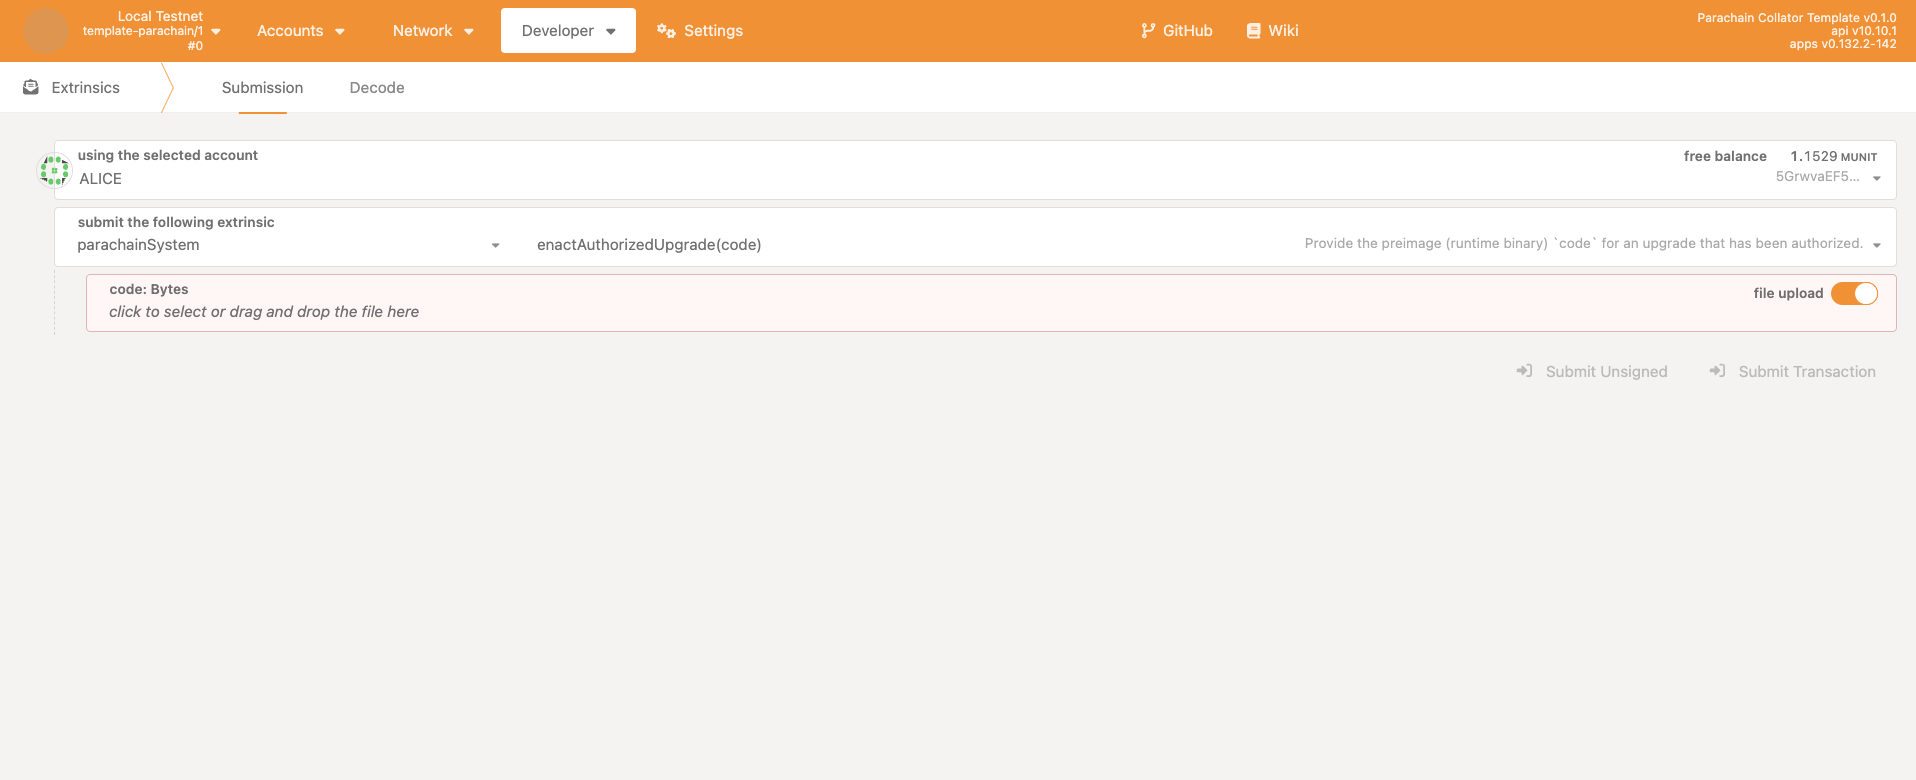 Local Testnet
template-parachain/1
#0
Accounts
Network
Developer
Settings
GitHub
Wiki
Parachain Collator Template v0.1.0
api v10.10.1
apps v0.132.2-142
Extrinsics
Submission
Decode
using the selected account
ALICE
free balance 1.1529 MUNIT
5GrwvaEF5...
submit the following extrinsic
parachainSystem
enactAuthorizedUpgrade(code)
Provide the preimage (runtime binary) `code` for an upgrade that has been authorized.
code: Bytes
click to select or drag and drop the file here
file upload
Submit Unsigned
Submit Transaction